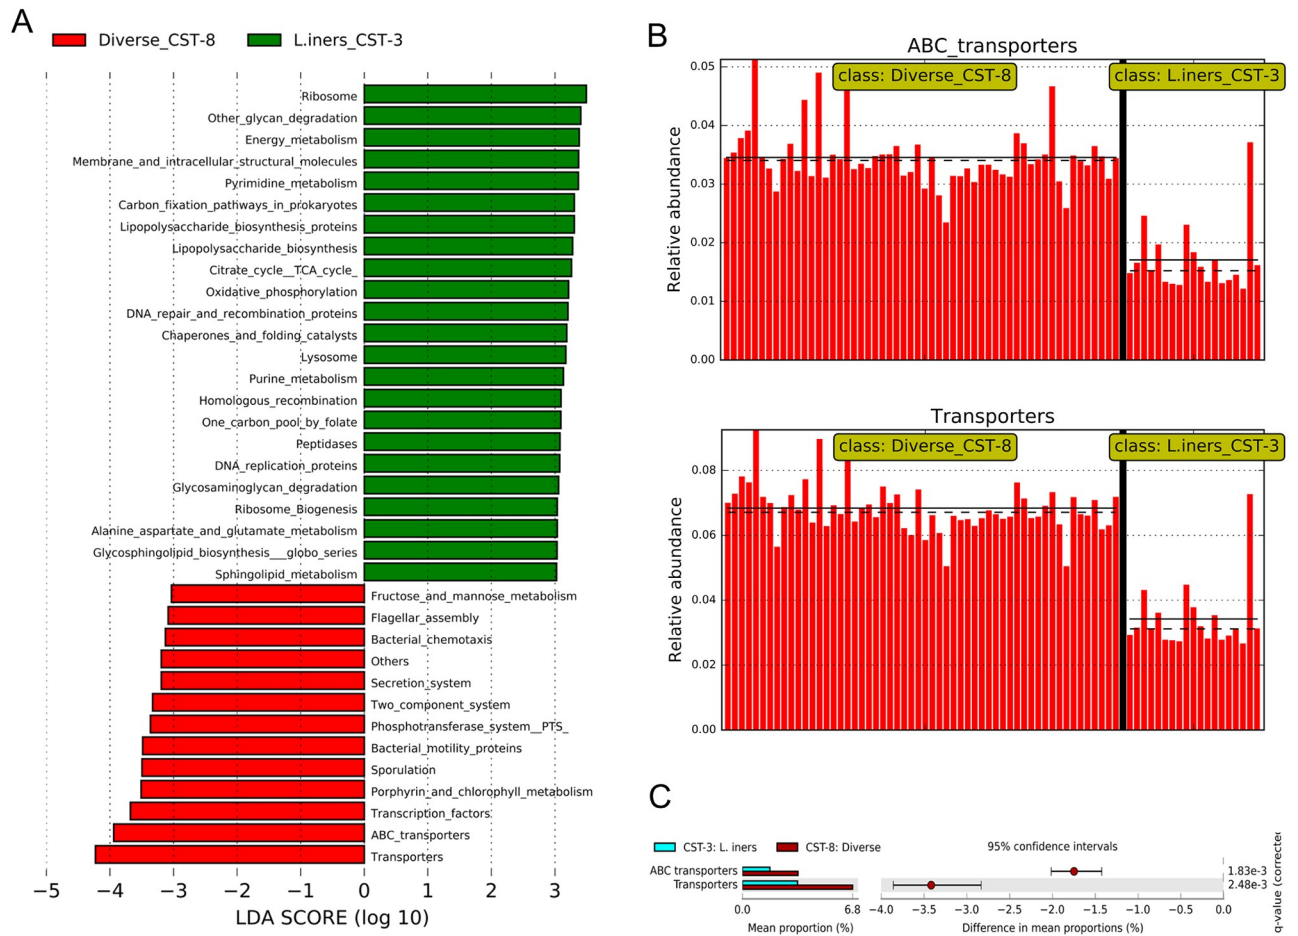 A
Diverse_CST-8
L.iners_CST-3
Ribosome
Other_glycan_degradation
Energy_metabolism
Membrane_and_intracellular_structural_molecules
Pyrimidine_metabolism
Carbon_fixation_pathways_in_prokaryotes
Lipopolysaccharide_biosynthesis_proteins
Lipopolysaccharide_biosynthesis
Citrate_cycle__TCA_cycle_
Oxidative_phosphorylation
DNA_repair_and_recombination_proteins
Chaperones_and_folding_catalysts
Lysosome
Purine_metabolism
Homologous_recombination
One_carbon_pool_by_folate
Peptidases
DNA_replication_proteins
Glycosaminoglycan_degradation
Ribosome_Biogenesis
Alanine_aspartate_and_glutamate_metabolism
Glycosphingolipid_biosynthesis___globo_series
Sphingolipid_metabolism
Fructose_and_mannose_metabolism
Flagellar_assembly
Bacterial_chemotaxis
Others
Secretion_system
Two_component_system
Phosphotransferase_system__PTS_
Bacterial_motility_proteins
Sporulation
Porphyrin_and_chlorophyll_metabolism
Transcription_factors
ABC_transporters
Transporters
−5 −4 −3 −2 −1 0 1 2 3
LDA SCORE (log 10)
B
ABC_transporters
class: Diverse_CST-8
class: L.iners_CST-3
Relative abundance
0.05
0.04
0.03
0.02
0.01
0.00
Transporters
class: Diverse_CST-8
class: L.iners_CST-3
Relative abundance
0.08
0.06
0.04
0.02
0.00
C
CST-3: L. iners
CST-8: Diverse
95% confidence intervals
ABC transporters
1.83e-3
Transporters
2.48e-3
0.0 6.8
−4.0 −3.5 −3.0 −2.5 −2.0 −1.5 −1.0 −0.5 0.0
Mean proportion (%)
Difference in mean proportions (%)
q-value (correcte